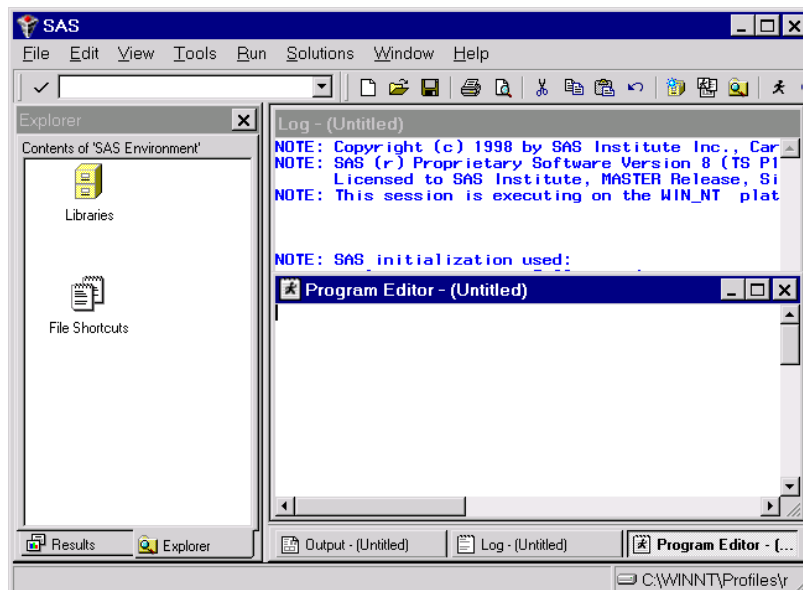 SAS
File Edit View Tools Run Solutions Window Help
Explorer
Contents of 'SAS Environment'
Libraries
File Shortcuts
Log - (Untitled)
NOTE: Copyright (c) 1998 by SAS Institute Inc., Car
NOTE: SAS (r) Proprietary Software Version 8 (TS P1
Licensed to SAS Institute, MASTER Release, Si
NOTE: This session is executing on the WIN_NT plat
NOTE: SAS initialization used:
Program Editor - (Untitled)
Results Explorer
Output - (Untitled) Log - (Untitled) Program Editor - (...
C:\WINNT\Profiles\r